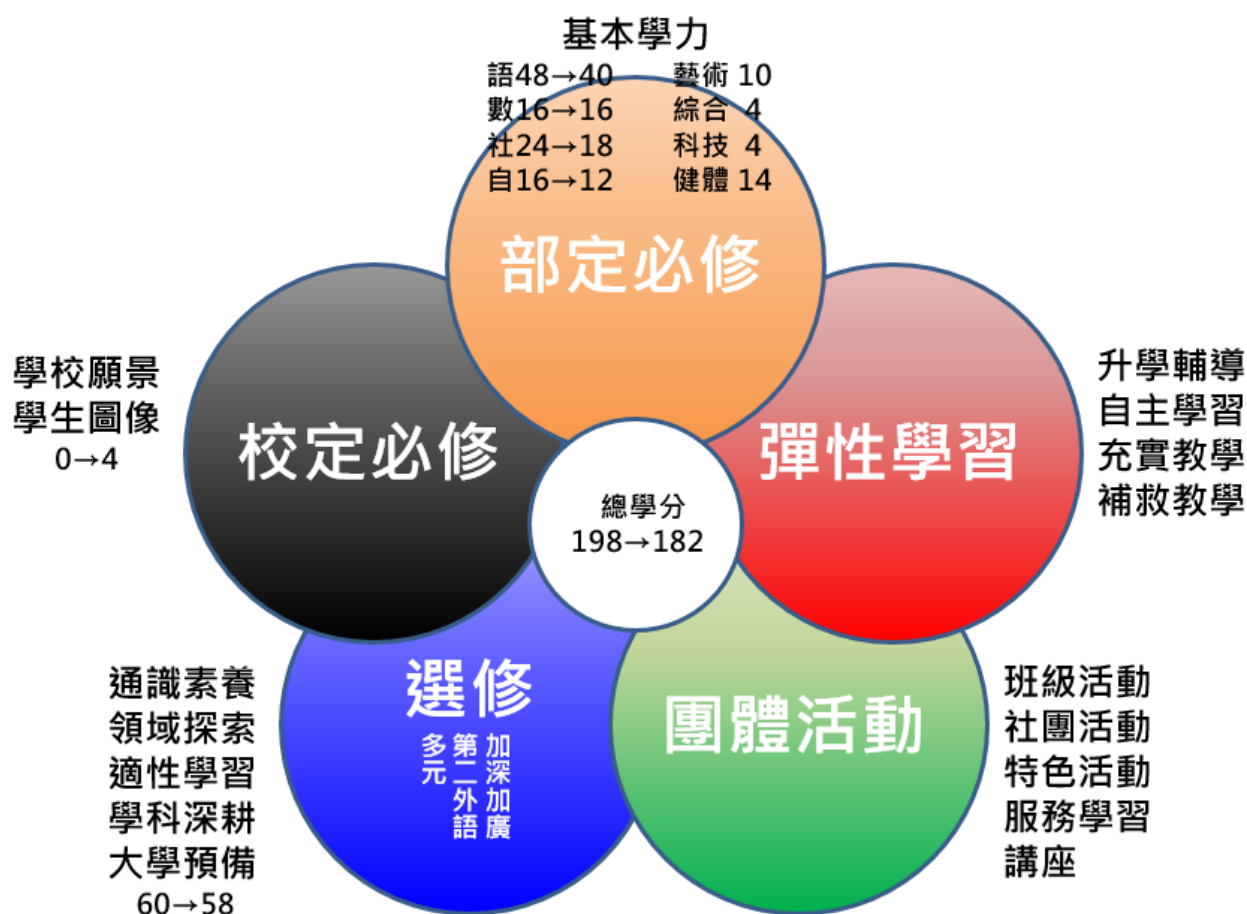 基本學力
語48→40 藝術 10
數16→16 綜合 4
社24→18 科技 4
自16→12 健體 14
部定必修
學校願景
學生圖像
0→4
校定必修
彈性學習
升學輔導
自主學習
充實教學
補救教學
總學分
198→182
選修
加深加廣
第二外語
多元
通識素養
領域探索
適性學習
學科深耕
大學預備
60→58
團體活動
班級活動
社團活動
特色活動
服務學習
講座